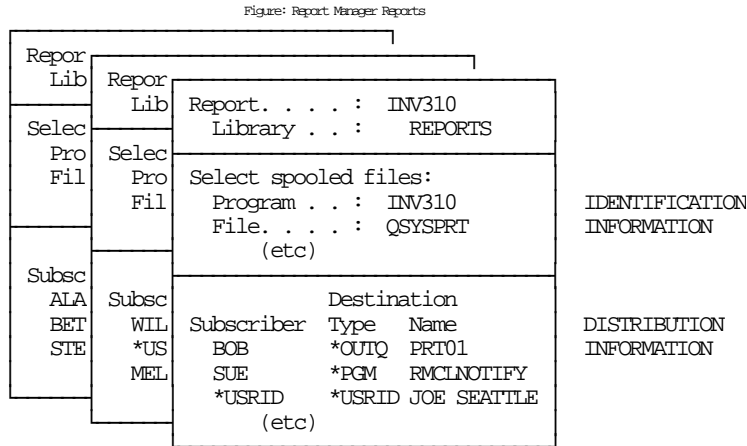 Figure: Report Manager Reports
Repor
Lib
Selec
Pro
Fil
Subsc
ALA
BET
STE
Repor
Lib
Selec
Pro
Fil
Subsc
WIL
*US
MEL
Report. . . . : INV310
Library . . : REPORTS
Select spooled files:
Program . . : INV310
File. . . . : QSYSPRT
(etc)
Destination
Subscriber Type Name
BOB *OUTQ PRT01
SUE *PGM RMCLNOTIFY
*USRID *USRID JOE SEATTLE
(etc)
IDENTIFICATION
INFORMATION
DISTRIBUTION
INFORMATION